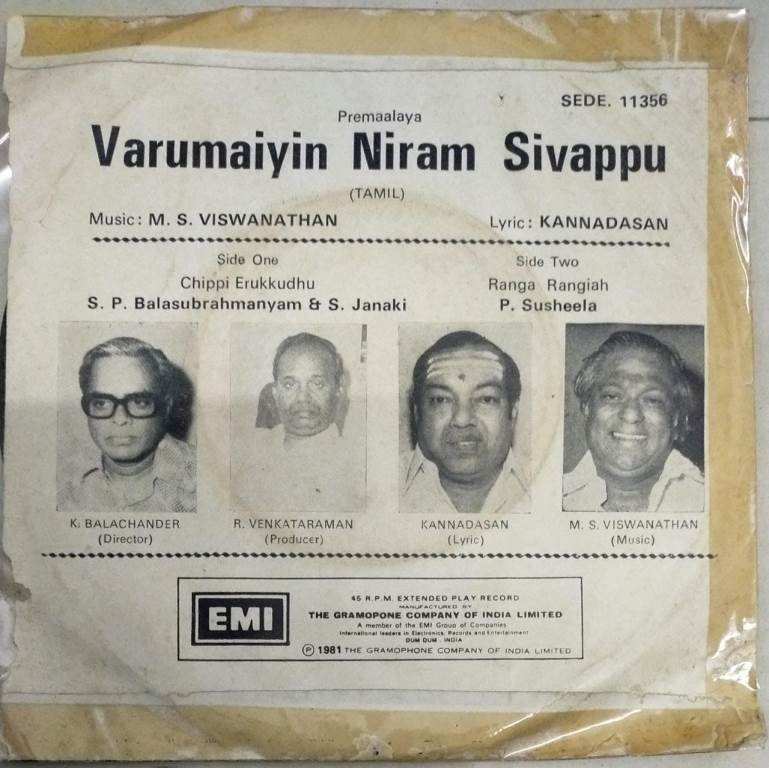 SEDE. 11356
Premaalaya
Varumaiyin Niram Sivappu
(TAMIL)
Music: M. S. VISWANATHAN
Lyric: KANNADASAN
Side One
Chippi Erukkudhu
S. P. Balasubrahmanyam & S. Janaki
Side Two
Ranga Rangiah
P. Susheela
K. BALACHANDER
(Director)
R. VENKATARAMAN
(Producer)
KANNADASAN
(Lyric)
M. S. VISWANATHAN
(Music)
EMI
45 R.P.M. EXTENDED PLAY RECORD
MANUFACTURED BY
THE GRAMOPONE COMPANY OF INDIA LIMITED
A member of the EMI Group of Companies
International leaders in Electronics, Records and Entertainment
DUM DUM . INDIA
℗ 1981 THE GRAMOPHONE COMPANY OF INDIA LIMITED